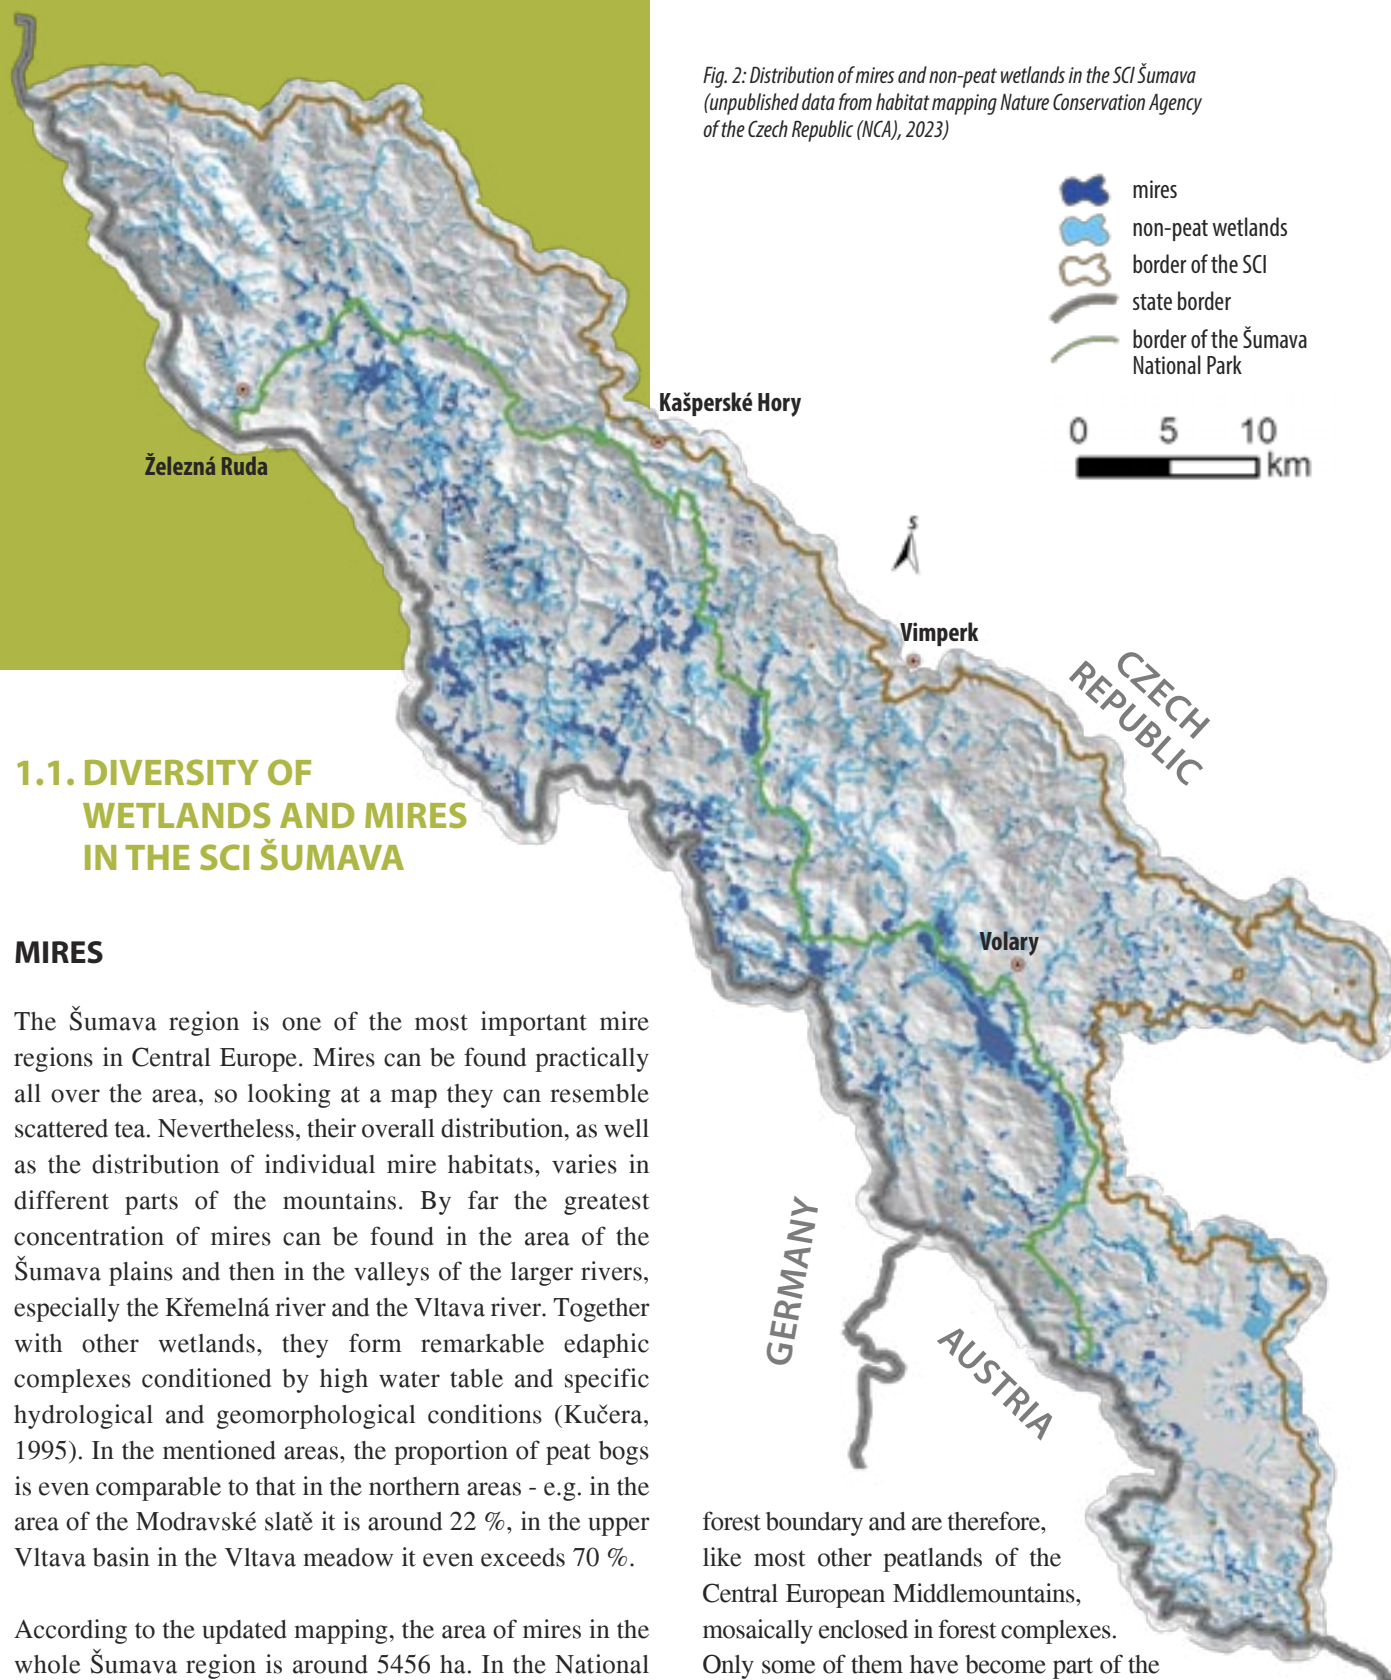 Fig. 2: Distribution of mires and non-peat wetlands in the SCI Šumava
(unpublished data from habitat mapping Nature Conservation Agency
of the Czech Republic (NCA), 2023)
mires
non-peat wetlands
border of the SCI
state border
border of the Šumava
National Park
0 5 10
km
S
Kašperské Hory
Železná Ruda
Vimperk
CZECH
REPUBLIC
Volary
GERMANY
AUSTRIA
1.1. DIVERSITY OF
WETLANDS AND MIRES
IN THE SCI ŠUMAVA
MIRES
The Šumava region is one of the most important mire
regions in Central Europe. Mires can be found practically
all over the area, so looking at a map they can resemble
scattered tea. Nevertheless, their overall distribution, as well
as the distribution of individual mire habitats, varies in
different parts of the mountains. By far the greatest
concentration of mires can be found in the area of the
Šumava plains and then in the valleys of the larger rivers,
especially the Křemelná river and the Vltava river. Together
with other wetlands, they form remarkable edaphic
complexes conditioned by high water table and specific
hydrological and geomorphological conditions (Kučera,
1995). In the mentioned areas, the proportion of peat bogs
is even comparable to that in the northern areas - e.g. in the
area of the Modravské slatě it is around 22 %, in the upper
Vltava basin in the Vltava meadow it even exceeds 70 %.
According to the updated mapping, the area of mires in the
whole Šumava region is around 5456 ha. In the National
forest boundary and are therefore,
like most other peatlands of the
Central European Middlemountains,
mosaically enclosed in forest complexes.
Only some of them have become part of the